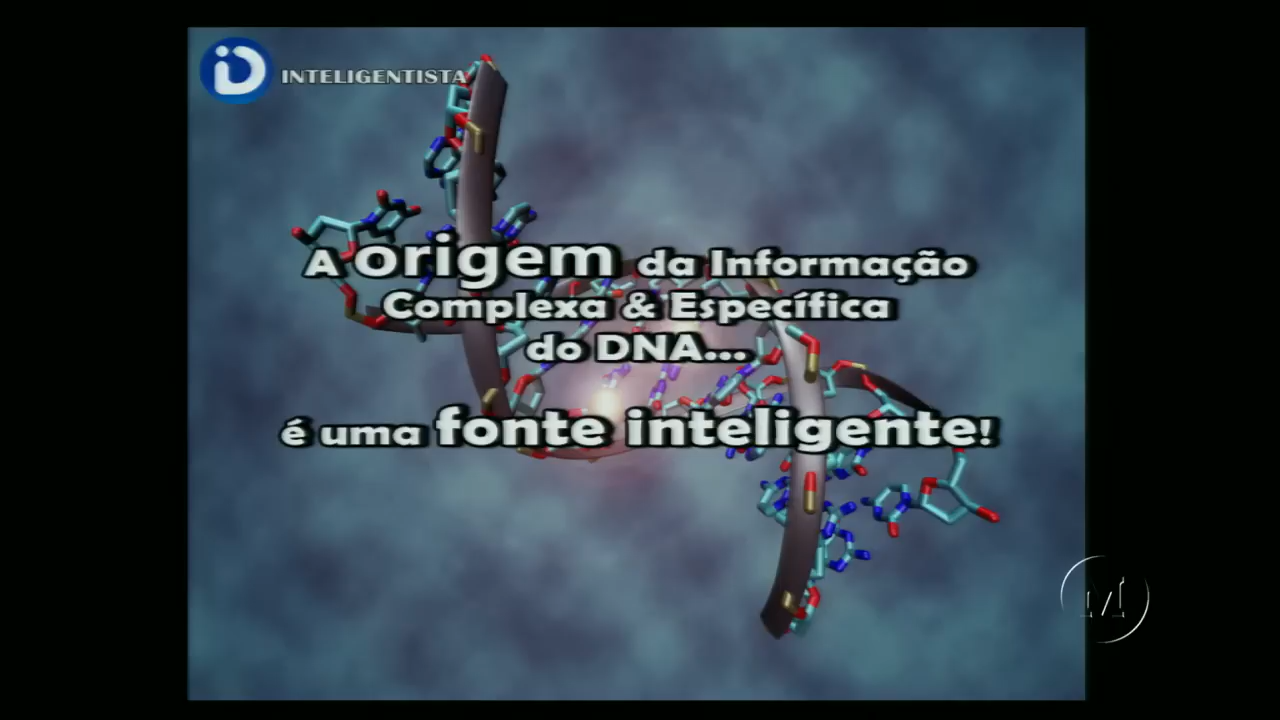 iD INTELIGENTISTA
A origem da Informação
Complexa & Específica
do DNA...
é uma fonte inteligente!
M